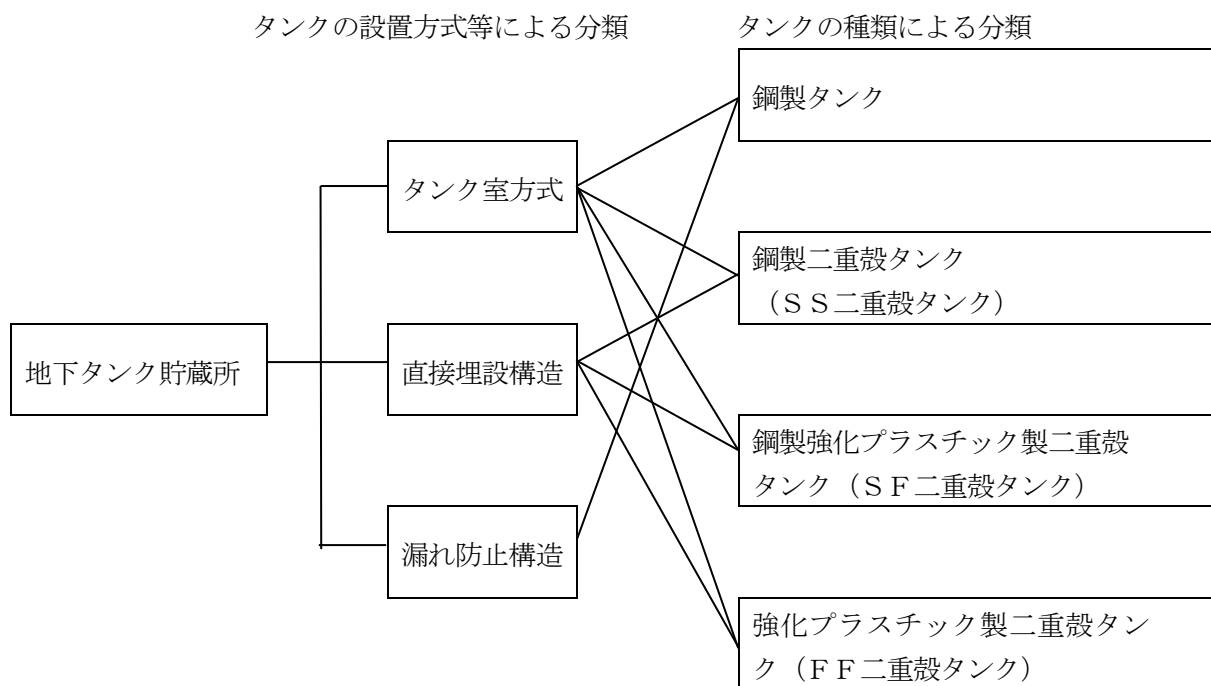 タンクの設置方式等による分類
タンクの種類による分類
鋼製タンク
タンク室方式
鋼製二重殻タンク
（ＳＳ二重殻タンク）
地下タンク貯蔵所
直接埋設構造
鋼製強化プラスチック製二重殻
タンク（ＳＦ二重殻タンク）
漏れ防止構造
強化プラスチック製二重殻タン
ク（ＦＦ二重殻タンク）